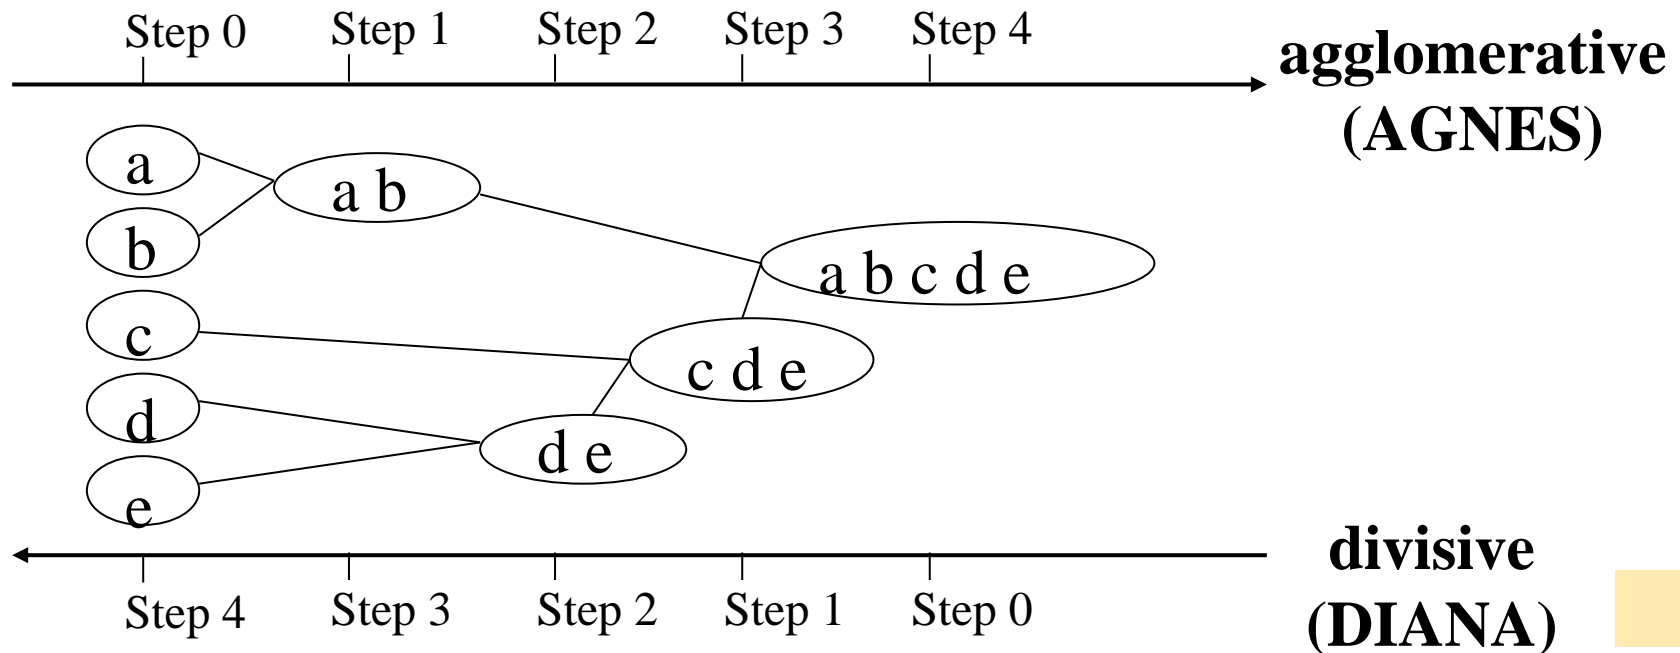 Step 0 Step 1 Step 2 Step 3 Step 4
agglomerative
(AGNES)
a
a b
b
a b c d e
c
c d e
d
d e
e
divisive
(DIANA)
Step 4 Step 3 Step 2 Step 1 Step 0